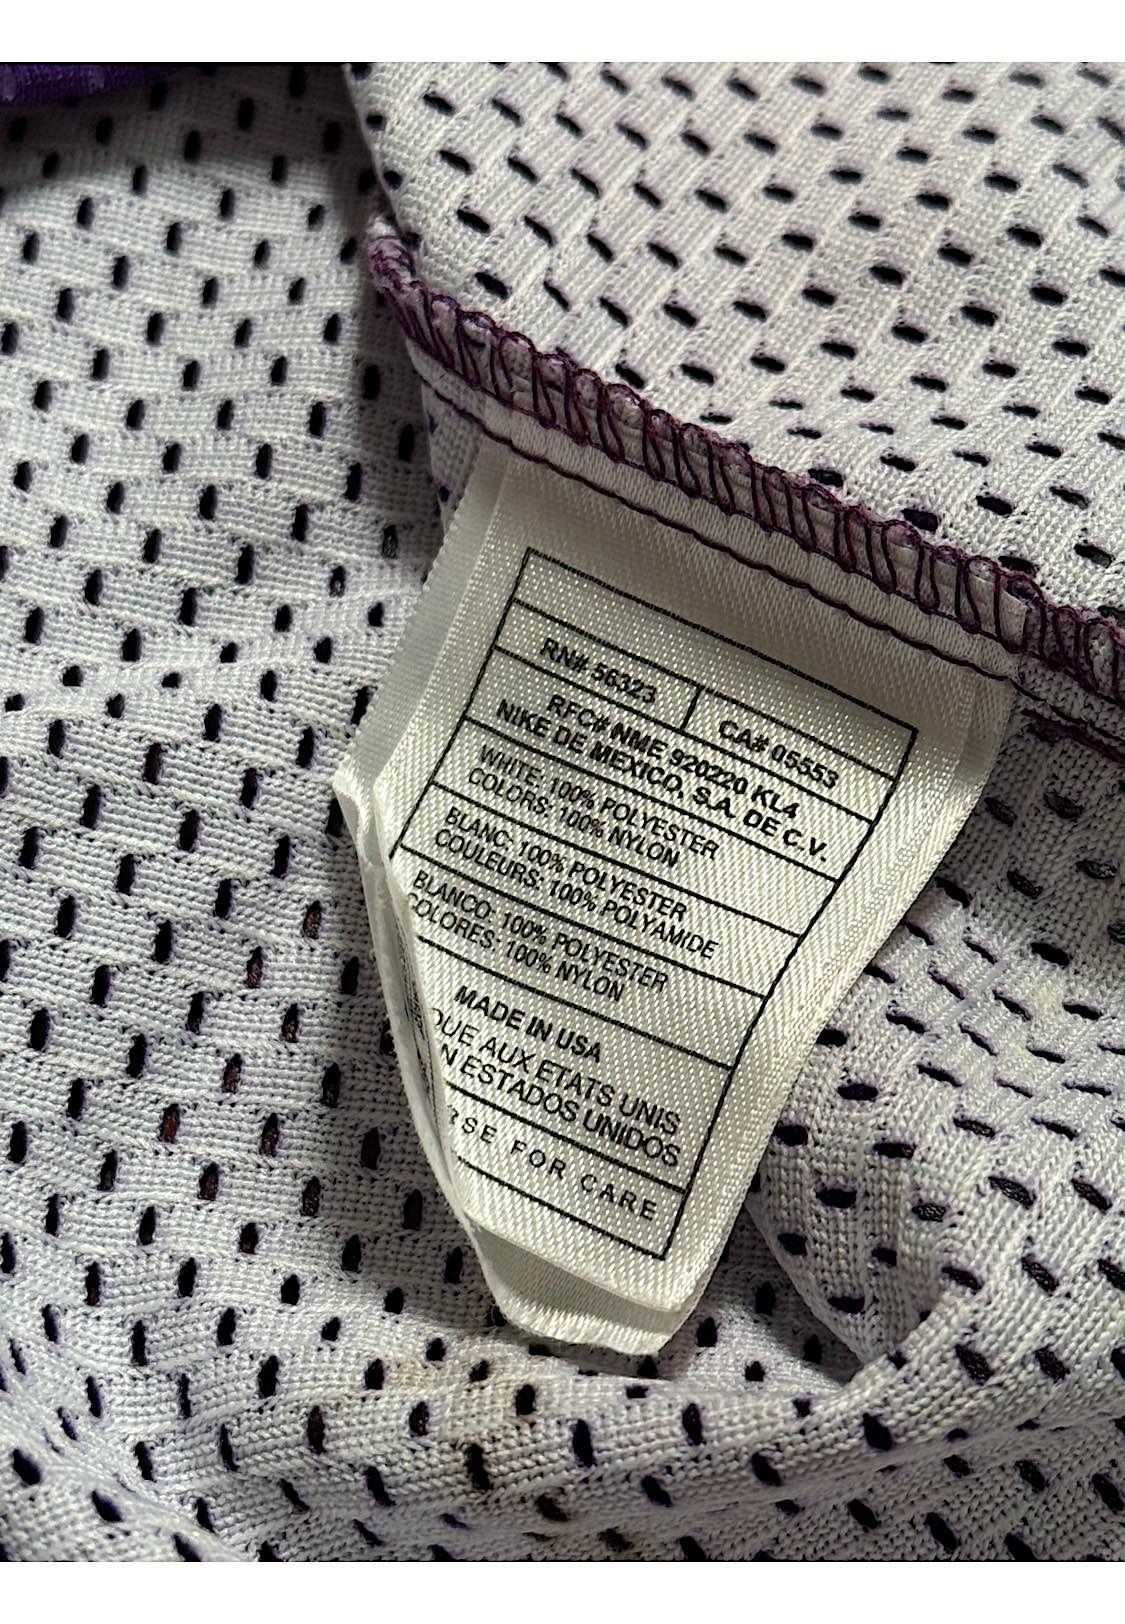 RN# 56323
CA# 05553
RFC# NME 920220 KL4
NIKE DE MEXICO, S.A. DE C.V.
WHITE: 100% POLYESTER
COLORS: 100% NYLON
BLANC: 100% POLYESTER
COULEURS: 100% POLYAMIDE
BLANCO: 100% POLYESTER
COLORES: 100% NYLON
MADE IN USA
QUE AUX ETATS UNIS
N ESTADOS UNIDOS
RSE FOR CARE